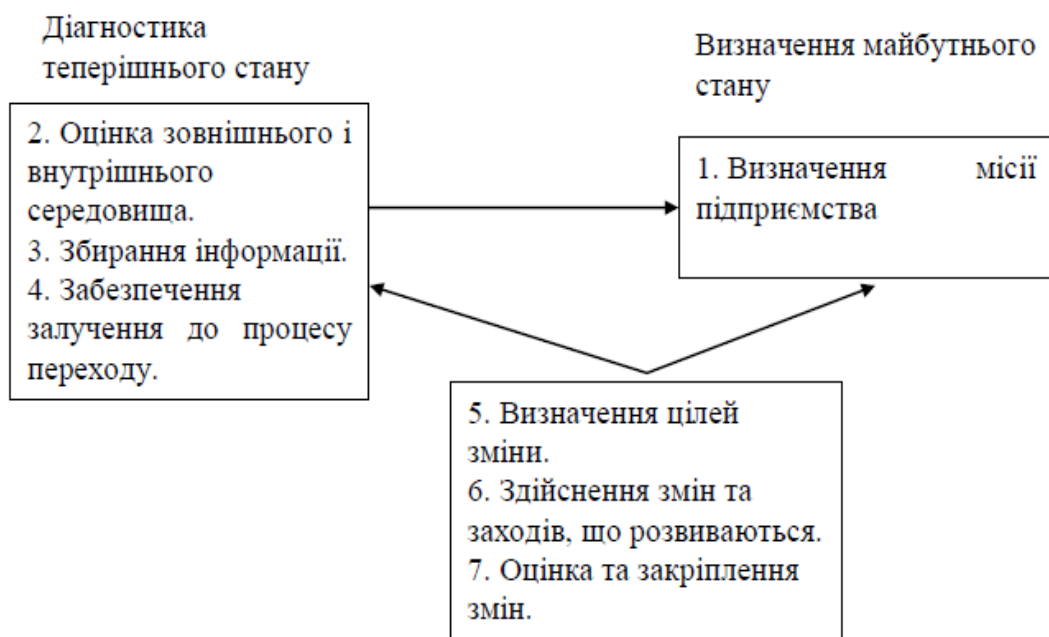 Діагностика
теперішнього стану
Визначення майбутнього
стану
2. Оцінка зовнішнього і
внутрішнього
середовища.
3. Збирання інформації.
4. Забезпечення
залучення до процесу
переходу.
1. Визначення місії
підприємства
5. Визначення цілей
зміни.
6. Здійснення змін та
заходів, що розвиваються.
7. Оцінка та закріплення
змін.